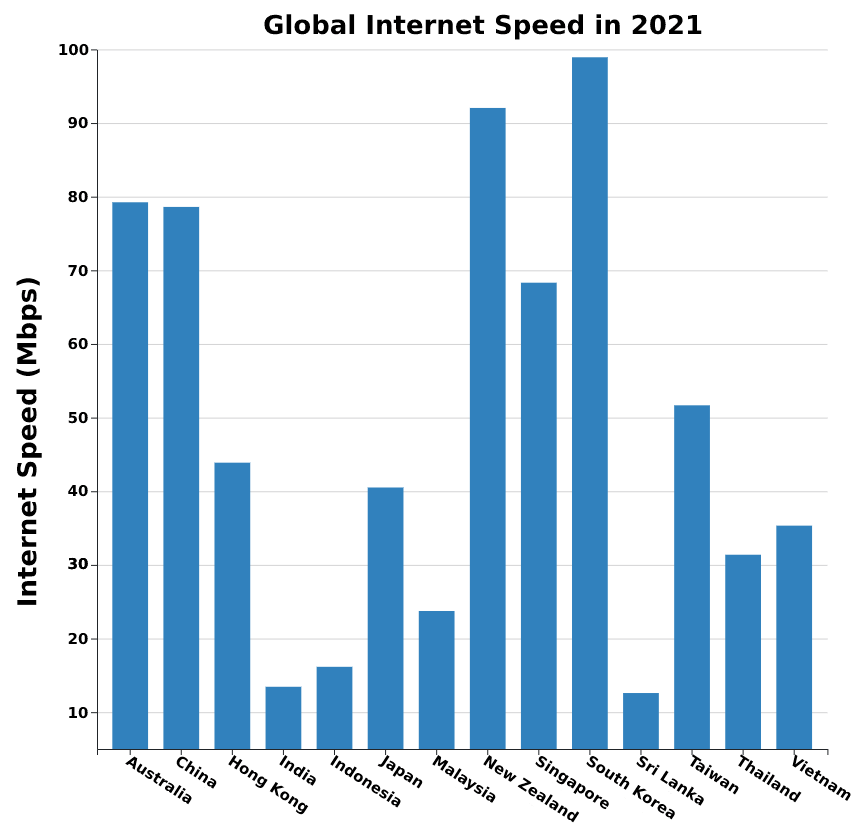 Global Internet Speed in 2021
Internet Speed (Mbps)
100
90
80
70
60
50
40
30
20
10
Australia
China
Hong Kong
India
Indonesia
Japan
Malaysia
New Zealand
Singapore
South Korea
Sri Lanka
Taiwan
Thailand
Vietnam